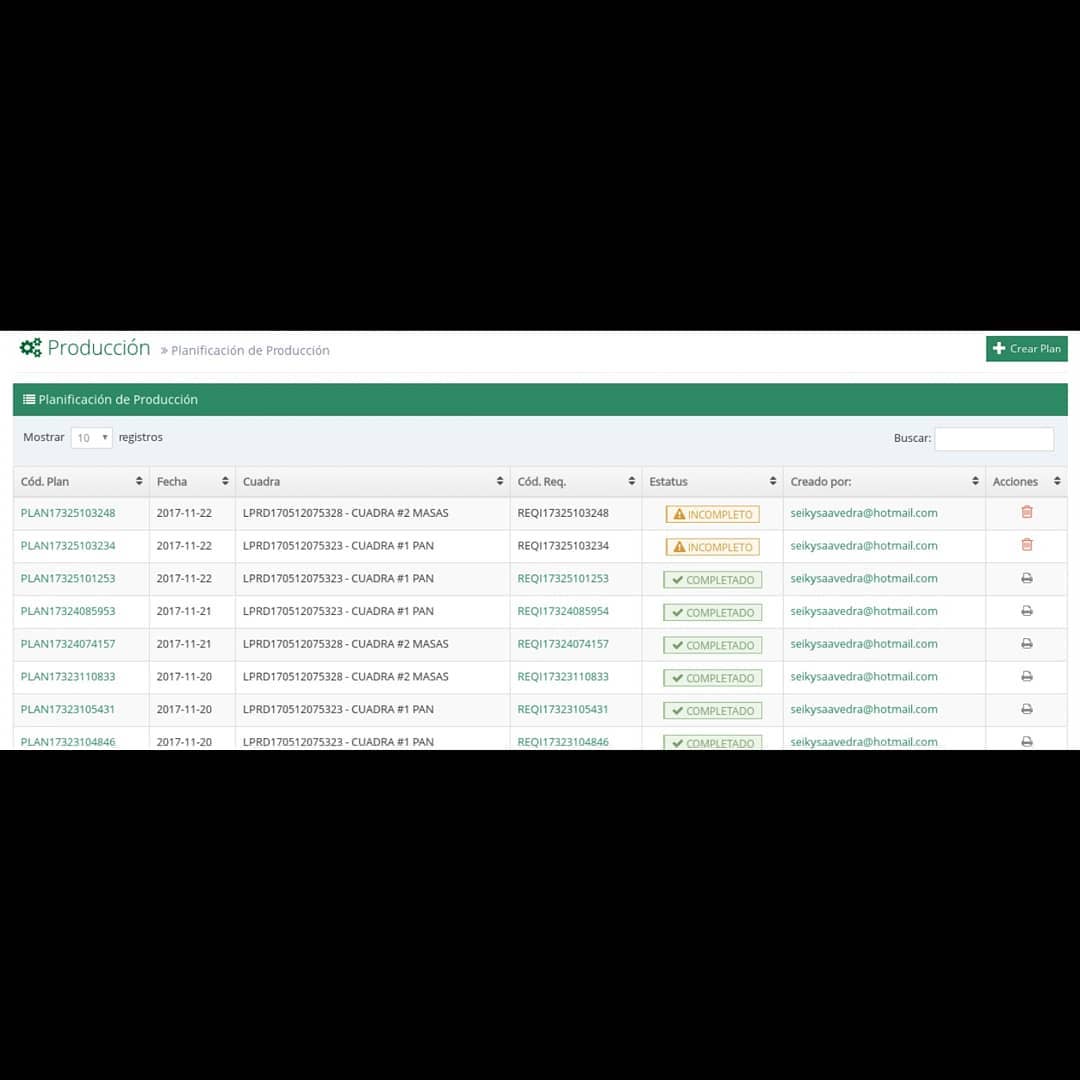 Producción » Planificación de Producción
Crear Plan
Planificación de Producción
Mostrar 10 registros Buscar:
Cód. Plan Fecha Cuadra Cód. Req. Estatus Creado por: Acciones
PLAN17325103248 2017-11-22 LPRD170512075328 - CUADRA #2 MASAS REQI17325103248 INCOMPLETO seikysaavedra@hotmail.com
PLAN17325103234 2017-11-22 LPRD170512075323 - CUADRA #1 PAN REQI17325103234 INCOMPLETO seikysaavedra@hotmail.com
PLAN17325101253 2017-11-22 LPRD170512075323 - CUADRA #1 PAN REQI17325101253 COMPLETADO seikysaavedra@hotmail.com
PLAN17324085953 2017-11-21 LPRD170512075323 - CUADRA #1 PAN REQI17324085954 COMPLETADO seikysaavedra@hotmail.com
PLAN17324074157 2017-11-21 LPRD170512075328 - CUADRA #2 MASAS REQI17324074157 COMPLETADO seikysaavedra@hotmail.com
PLAN17323110833 2017-11-20 LPRD170512075328 - CUADRA #2 MASAS REQI17323110833 COMPLETADO seikysaavedra@hotmail.com
PLAN17323105431 2017-11-20 LPRD170512075323 - CUADRA #1 PAN REQI17323105431 COMPLETADO seikysaavedra@hotmail.com
PLAN17323104846 2017-11-20 LPRD170512075323 - CUADRA #1 PAN REQI17323104846 COMPLETADO seikysaavedra@hotmail.com